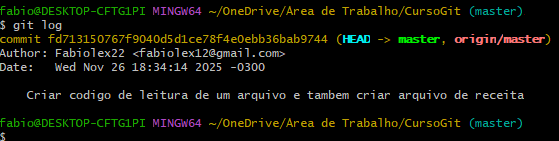 fabio@DESKTOP-CFTG1PI MINGW64 ~/OneDrive/Área de Trabalho/CursoGit (master)
$ git log
commit fd713150767f9040d5d1ce78f4e0ebb36bab9744 (HEAD -> master, origin/master)
Author: Fabiolex22 <fabiolex12@gmail.com>
Date:   Wed Nov 26 18:34:14 2025 -0300

    Criar codigo de leitura de um arquivo e tambem criar arquivo de receita

fabio@DESKTOP-CFTG1PI MINGW64 ~/OneDrive/Área de Trabalho/CursoGit (master)
$